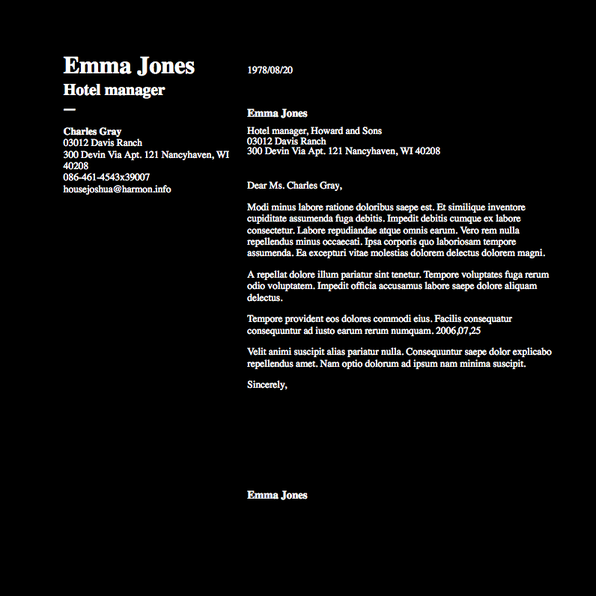 Emma Jones
Hotel manager
Charles Gray
03012 Davis Ranch
300 Devin Via Apt. 121 Nancyhaven, WI
40208
086-461-4543x39007
housejoshua@harmon.info
1978/08/20
Emma Jones
Hotel manager, Howard and Sons
03012 Davis Ranch
300 Devin Via Apt. 121 Nancyhaven, WI 40208
Dear Ms. Charles Gray,
Modi minus labore ratione doloribus saepe est. Et similique inventore
cupiditate assumenda fuga debitis. Impedit debitis cumque ex labore
consectetur. Labore repudiandae atque omnis earum. Vero rem nulla
repellendus minus occaecati. Ipsa corporis quo laboriosam tempore
assumenda. Ea excepturi vitae molestias dolorem delectus dolorem magni.
A repellat dolore illum pariatur sint tenetur. Tempore voluptates fuga rerum
odio voluptatem. Impedit officia accusamus labore saepe dolore aliquam
delectus.
Tempore provident eos dolores commodi eius. Facilis consequatur
consequuntur ad iusto earum rerum numquam. 2006,07,25
Velit animi suscipit alias pariatur nulla. Consequuntur saepe dolor explicabo
repellendus amet. Nam optio dolorum ad ipsum nam minima suscipit.
Sincerely,
Emma Jones